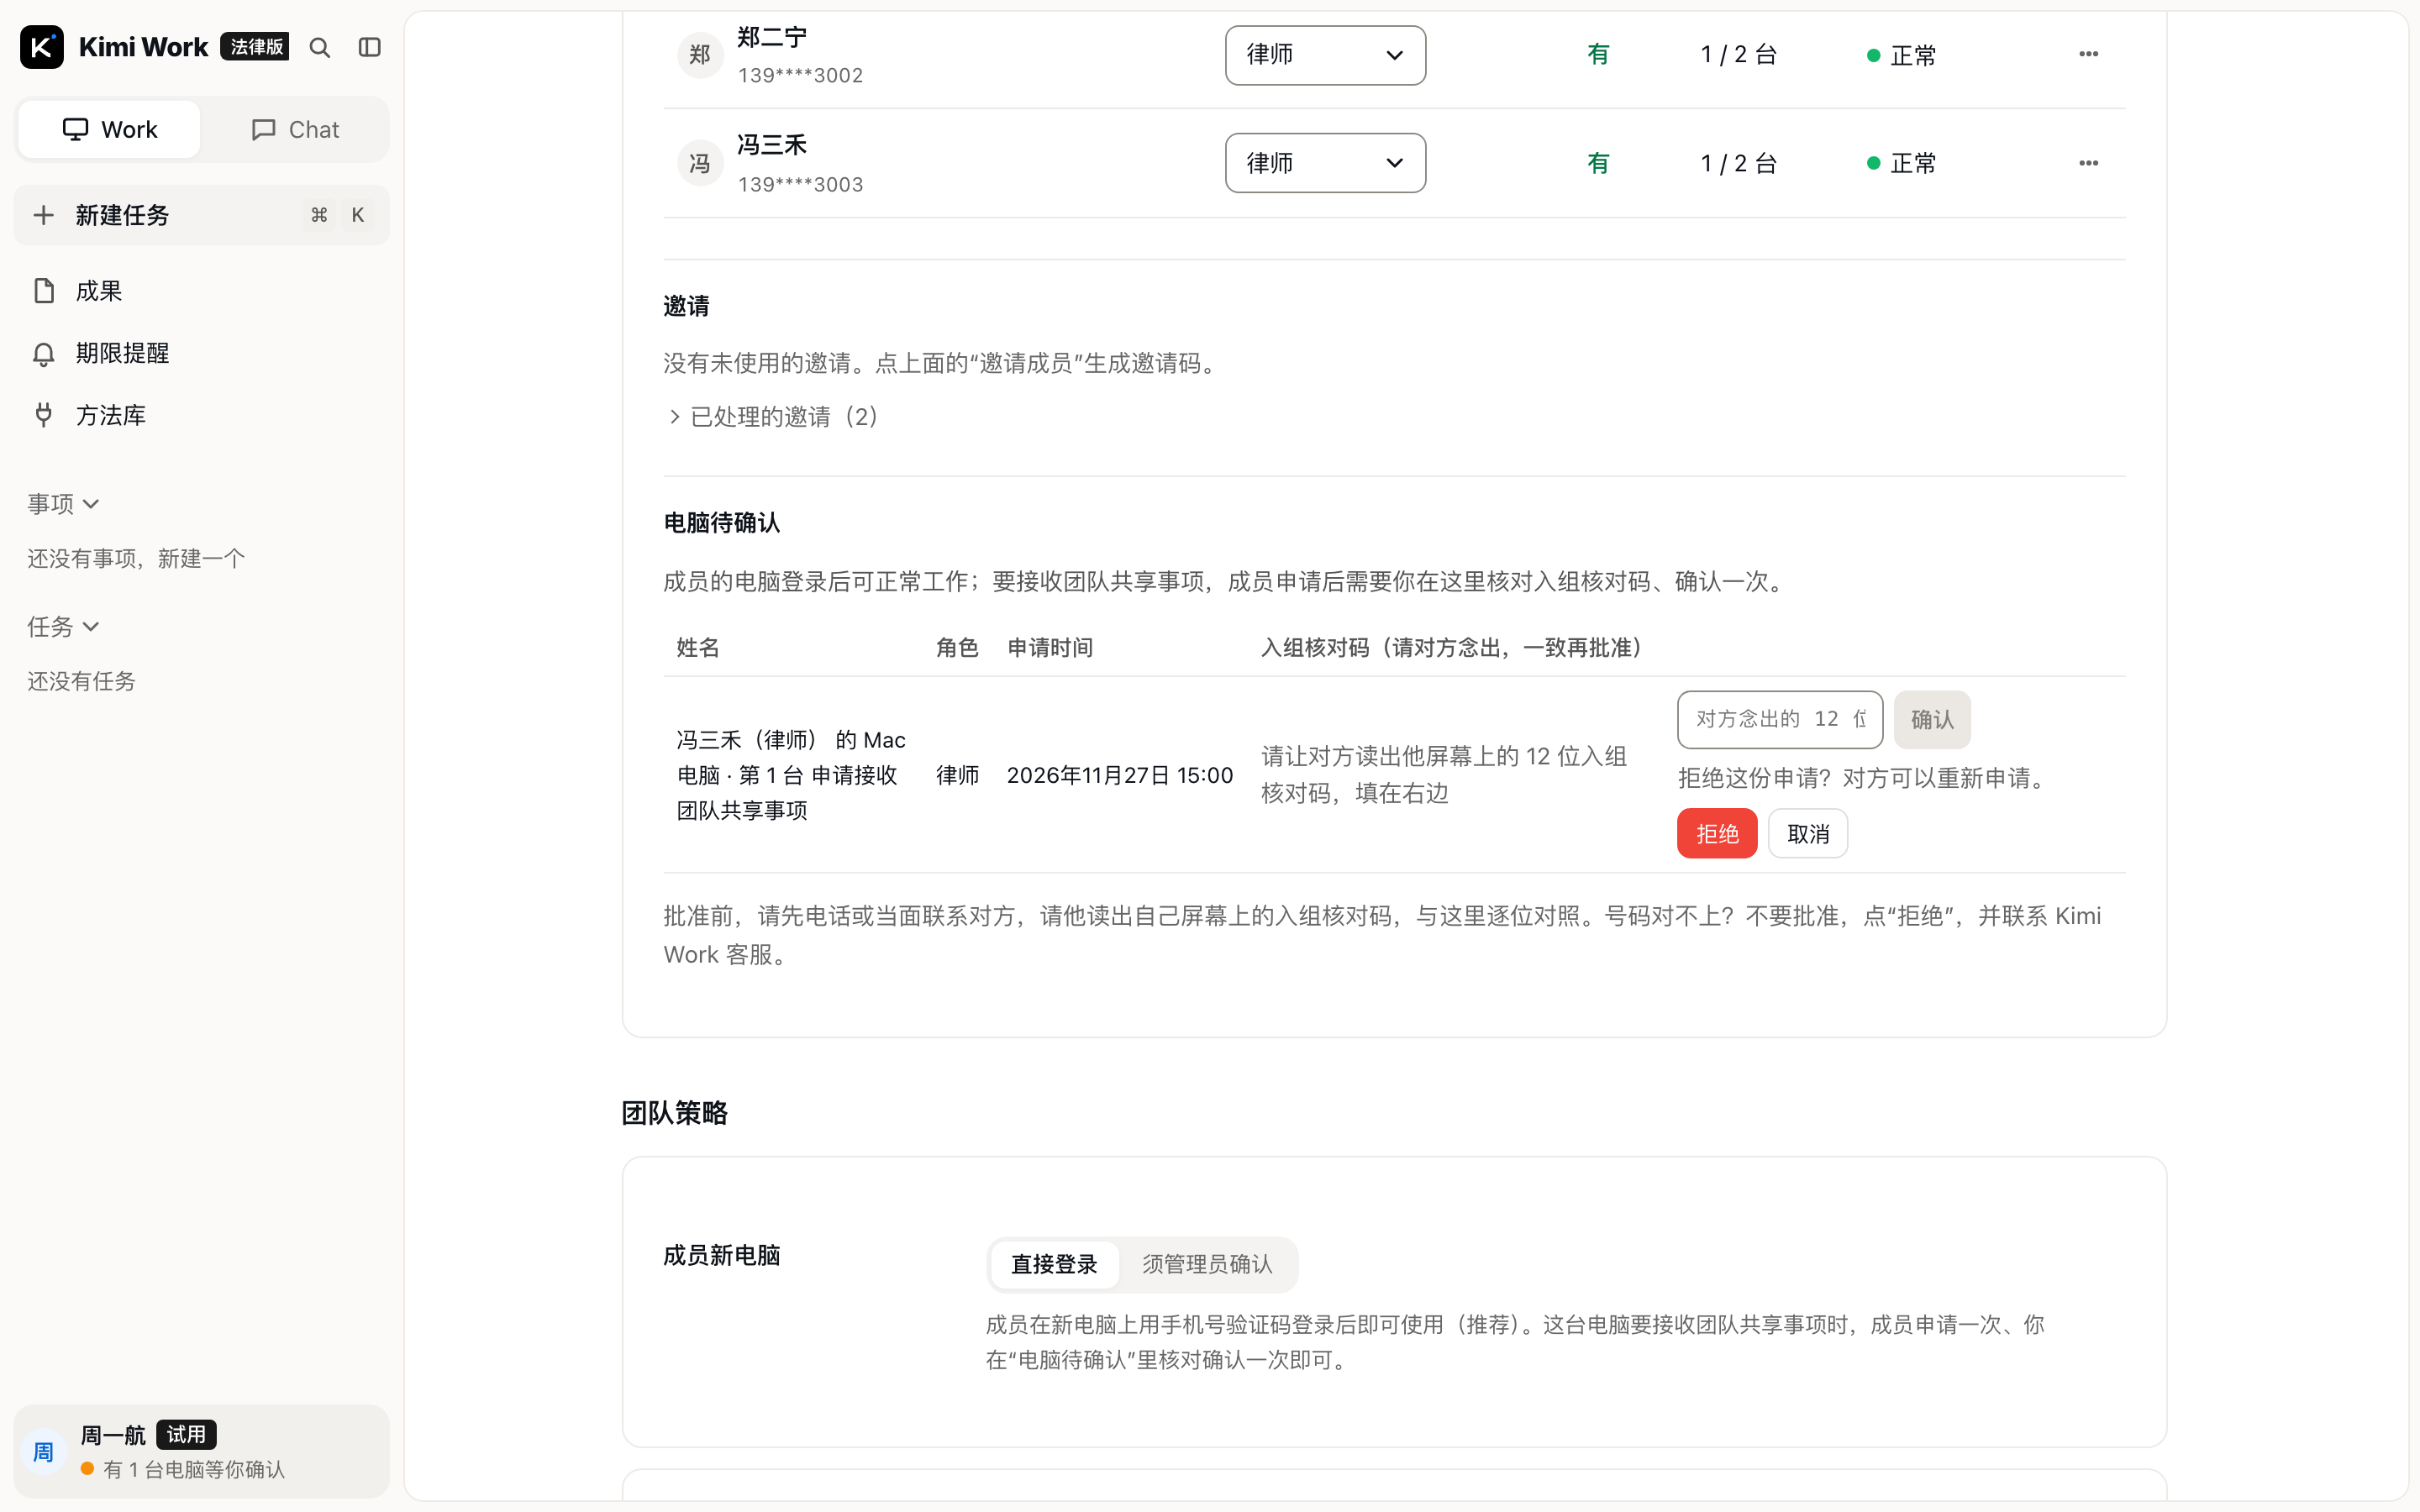 Kimi Work 法律版
Work
Chat
新建任务 ⌘ K
成果
期限提醒
方法库
事项
还没有事项，新建一个
任务
还没有任务
周
周一航 试用
有 1 台电脑等你确认
郑
郑二宁
139****3002
律师
有
1 / 2 台
正常
冯
冯三禾
139****3003
律师
有
1 / 2 台
正常
邀请
没有未使用的邀请。点上面的“邀请成员”生成邀请码。
已处理的邀请（2）
电脑待确认
成员的电脑登录后可正常工作；要接收团队共享事项，成员申请后需要你在这里核对入组核对码、确认一次。
姓名 角色 申请时间 入组核对码（请对方念出，一致再批准）
冯三禾（律师） 的 Mac
电脑 · 第 1 台 申请接收
团队共享事项
律师
2026年11月27日 15:00
请让对方读出他屏幕上的 12 位入组
核对码，填在右边
对方念出的 12
确认
拒绝这份申请？对方可以重新申请。
拒绝
取消
批准前，请先电话或当面联系对方，请他读出自己屏幕上的入组核对码，与这里逐位对照。号码对不上？不要批准，点“拒绝”，并联系 Kimi
Work 客服。
团队策略
成员新电脑
直接登录
须管理员确认
成员在新电脑上用手机号验证码登录后即可使用（推荐）。这台电脑要接收团队共享事项时，成员申请一次、你
在“电脑待确认”里核对确认一次即可。